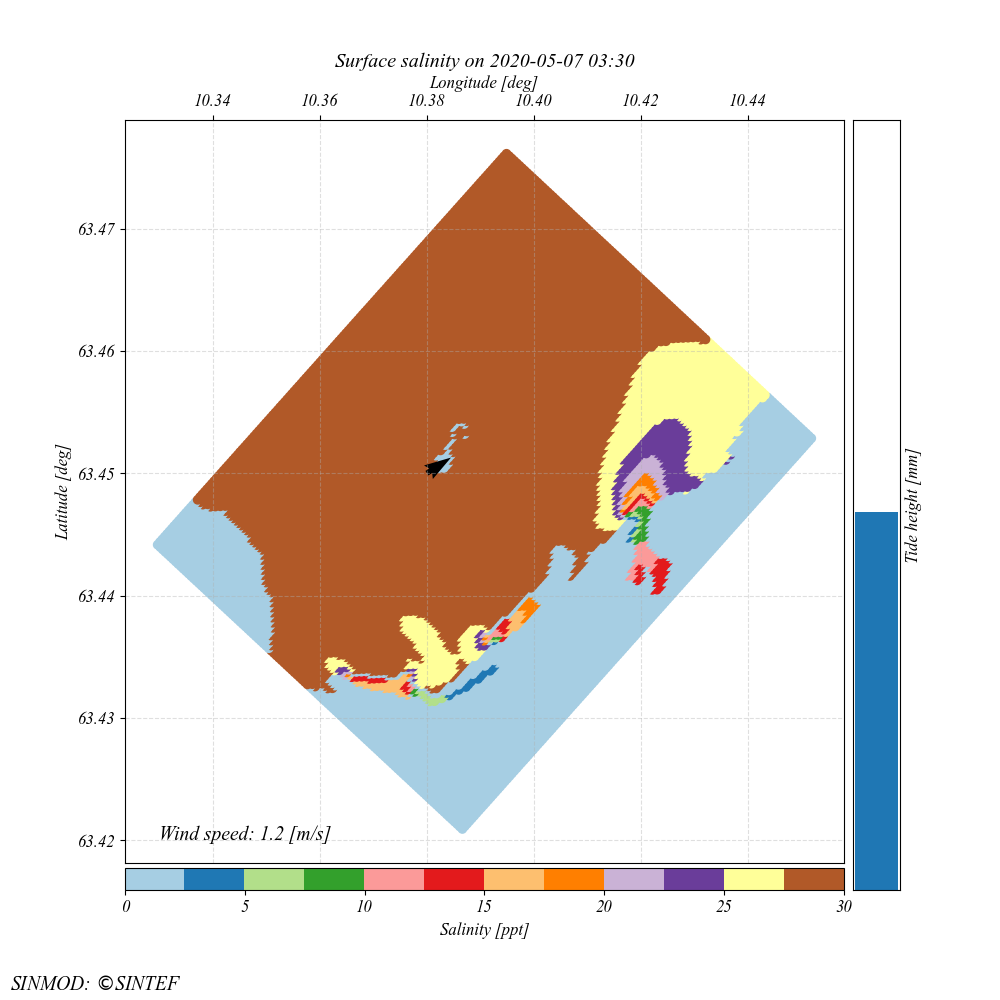 Surface salinity on 2020-05-07 03:30
Longitude [deg]
10.34 10.36 10.38 10.40 10.42 10.44
63.47
63.46
63.45
63.44
63.43
63.42
Latitude [deg]
Tide height [mm]
Wind speed: 1.2 [m/s]
0 5 10 15 20 25 30
Salinity [ppt]
SINMOD: ©SINTEF